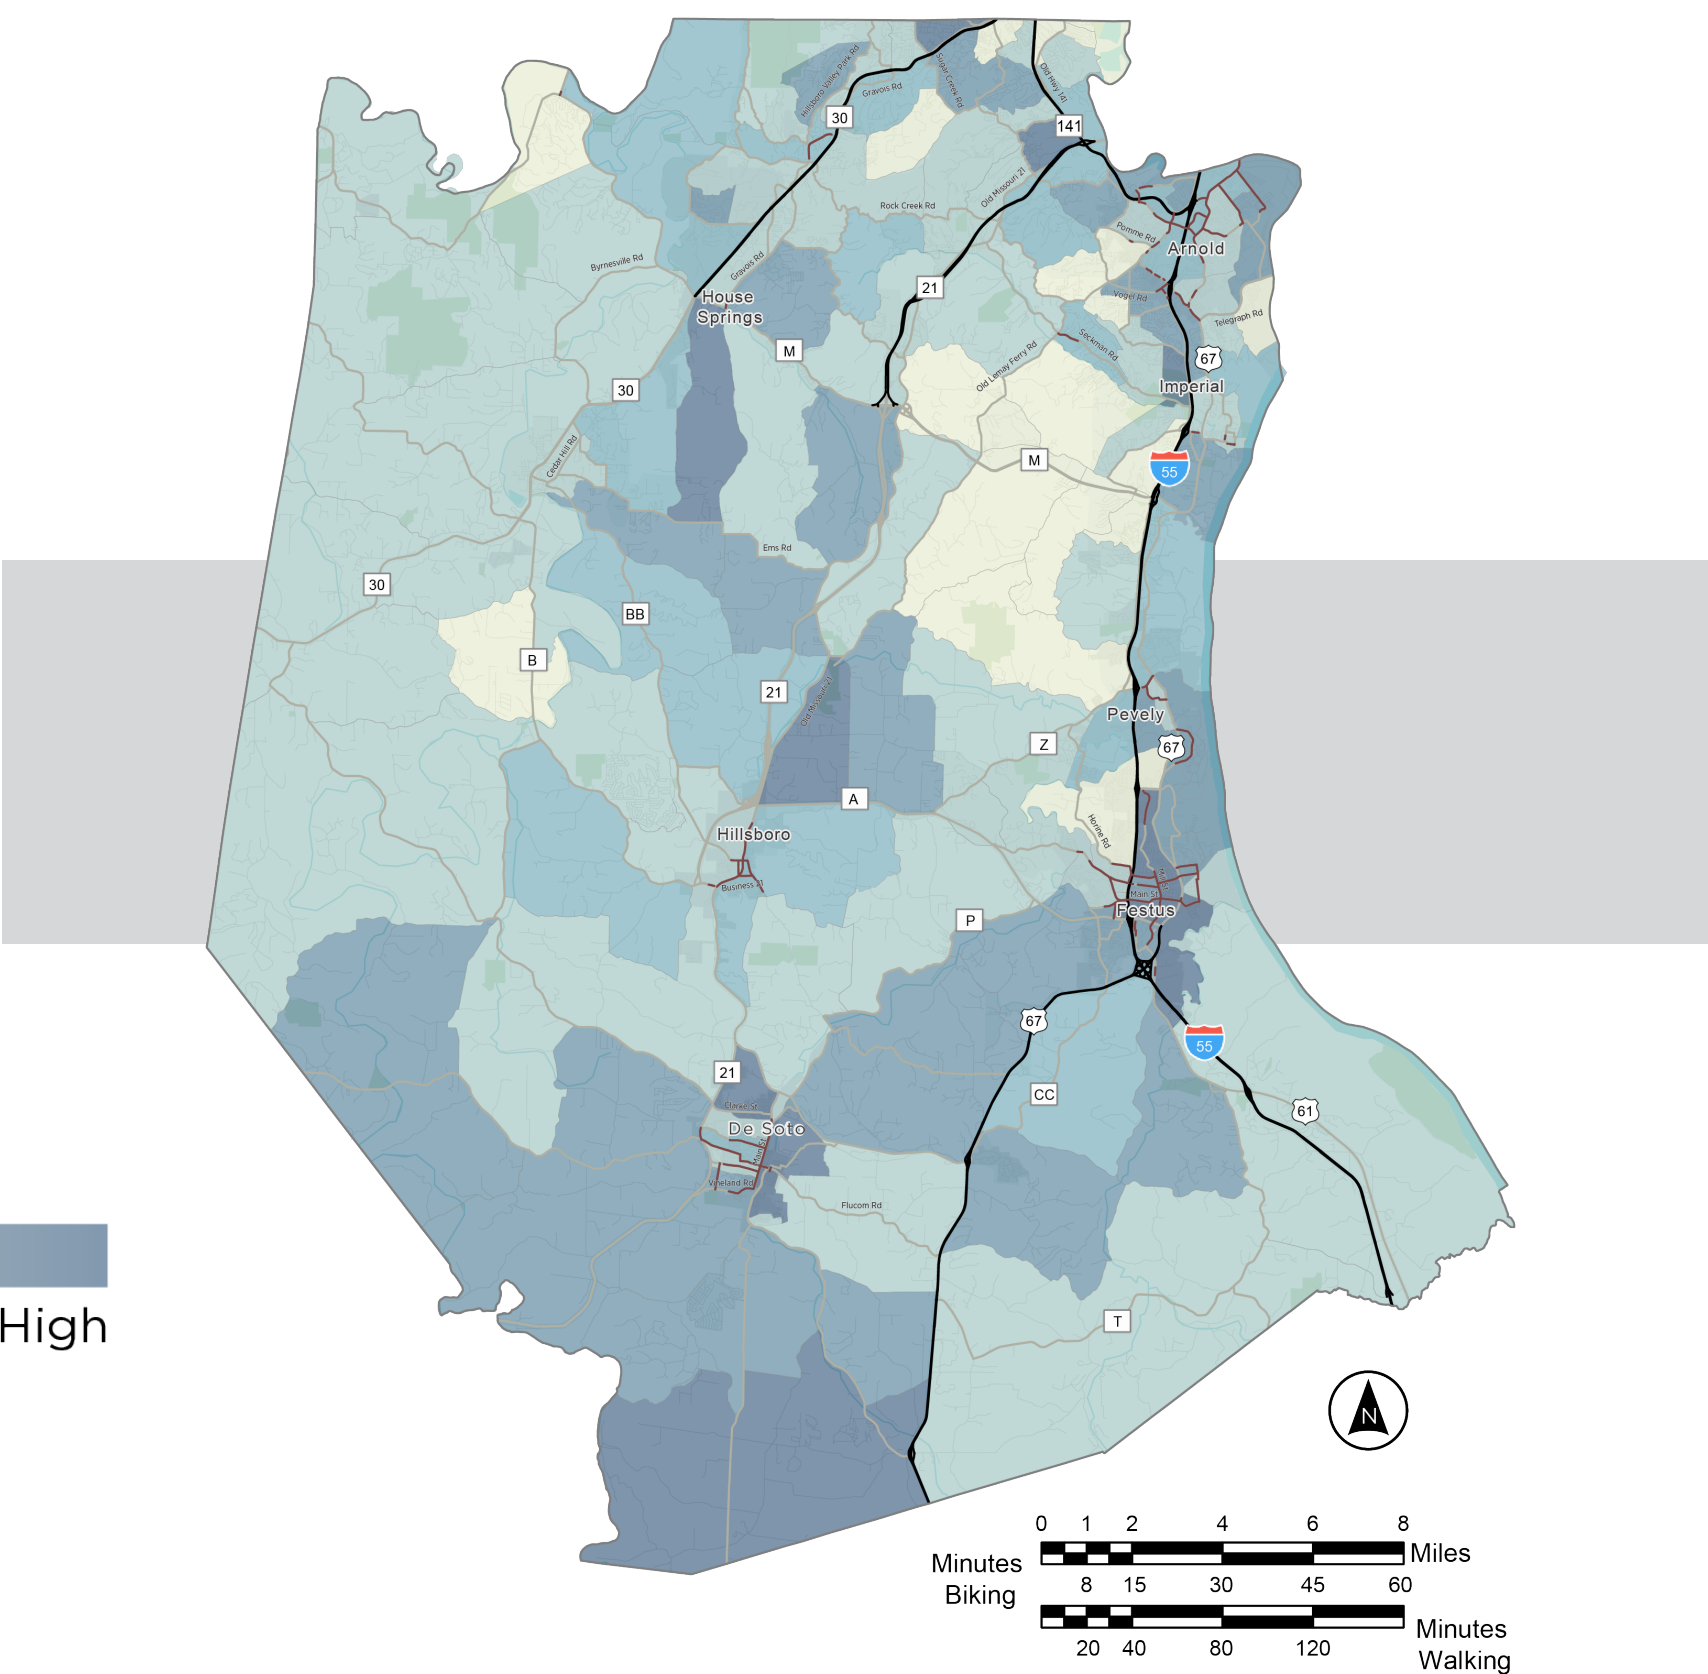 Hillsboro Valley Park Rd
Sugar Creek Rd
Old Hwy 141
Gravois Rd
30
141
Old Missouri 21
Rock Creek Rd
Pomme Rd
Arnold
Byrnesville Rd
Gravois Rd
21
House
Springs
Vogel Rd
Telegraph Rd
Seckman Rd
M
67
Old Lemay Ferry Rd
30
Imperial
Cedar Hill Rd
M
55
Ems Rd
30
BB
B
21
Old Missouri 21
Pevely
Z
67
A
Hillsboro
Horine Rd
Business 21
Main St
Mill St
Festus
P
67
55
21
CC
Clarke St
61
De Soto
Main St
Vineland Rd
Flucom Rd
High
T
N
0 1 2 4 6 8
Miles
Minutes
Biking
8 15 30 45 60
Minutes
Walking
20 40 80 120